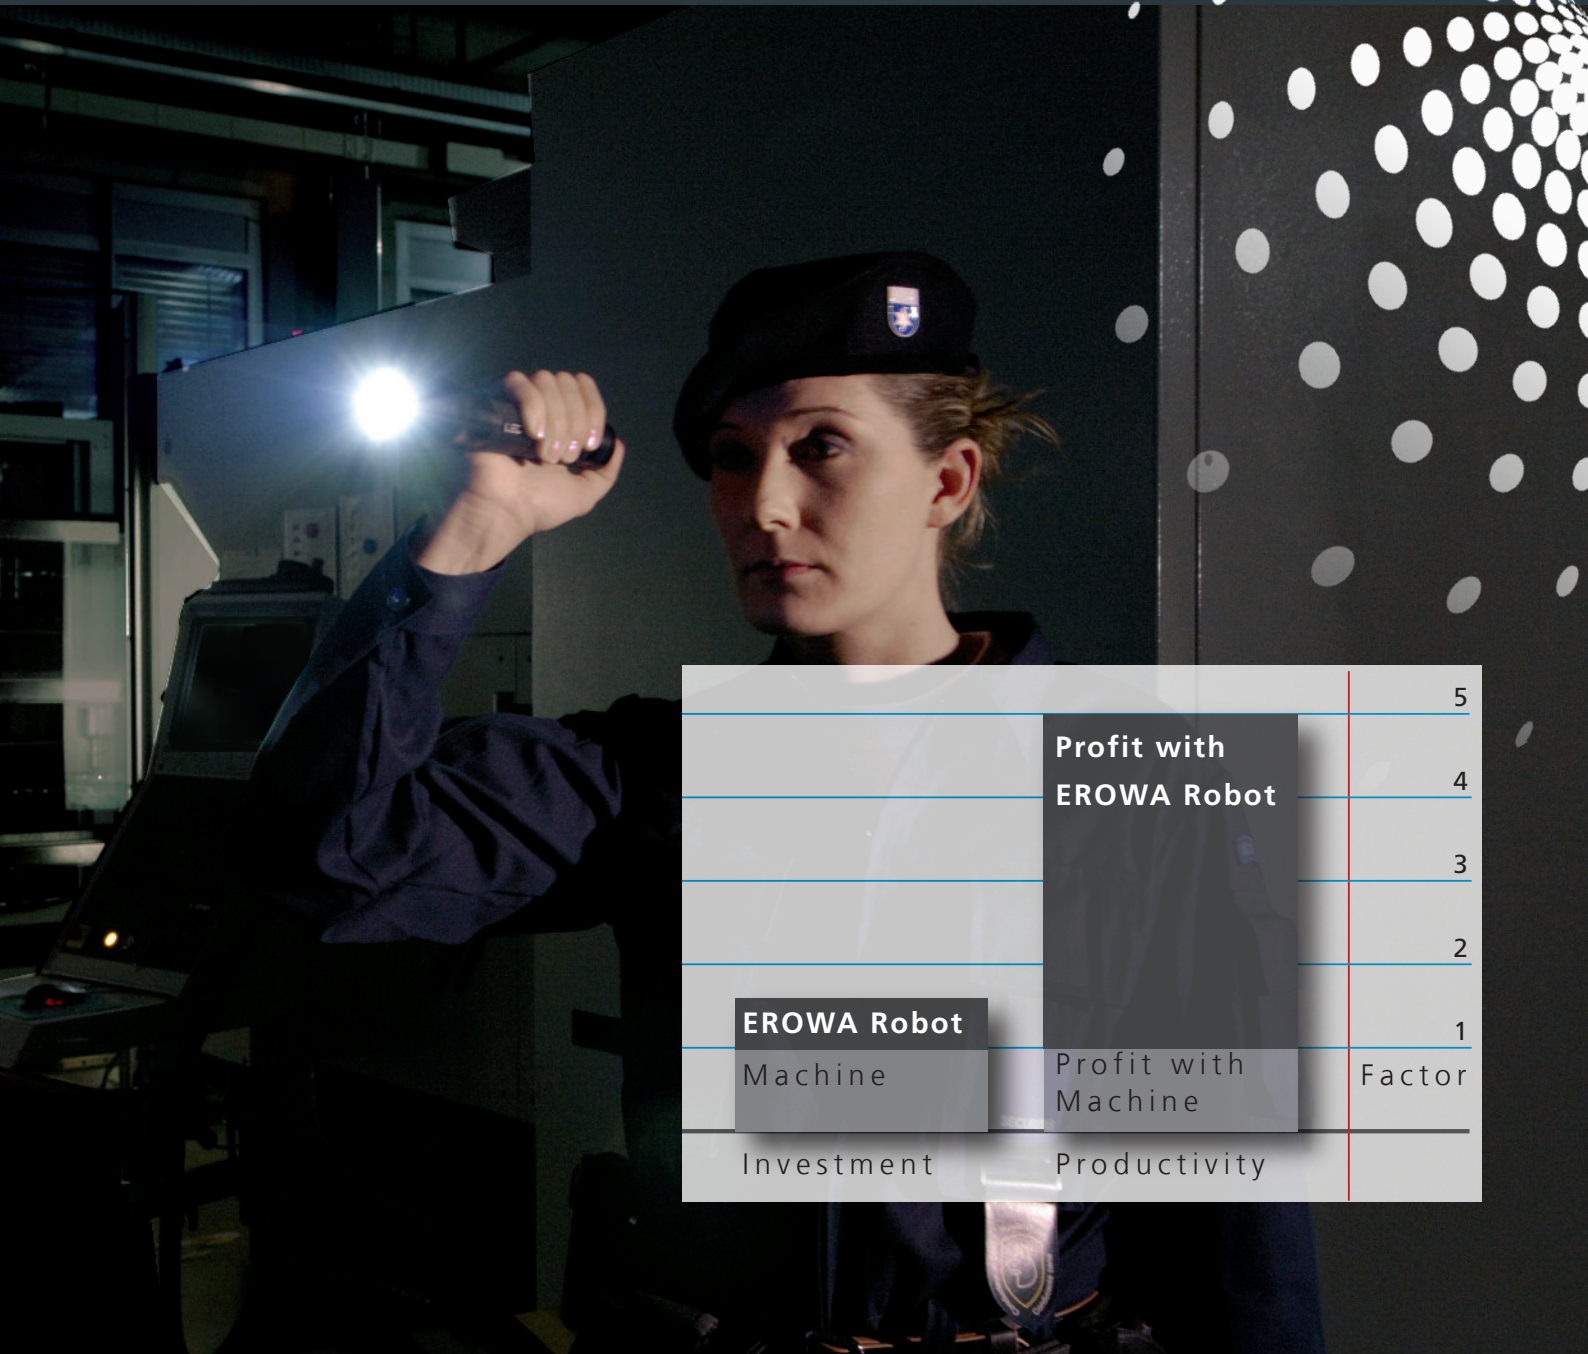 5
Profit with
4
EROWA Robot
3
2
EROWA Robot
1
Machine
Profit with
Machine
Factor
Investment
Productivity